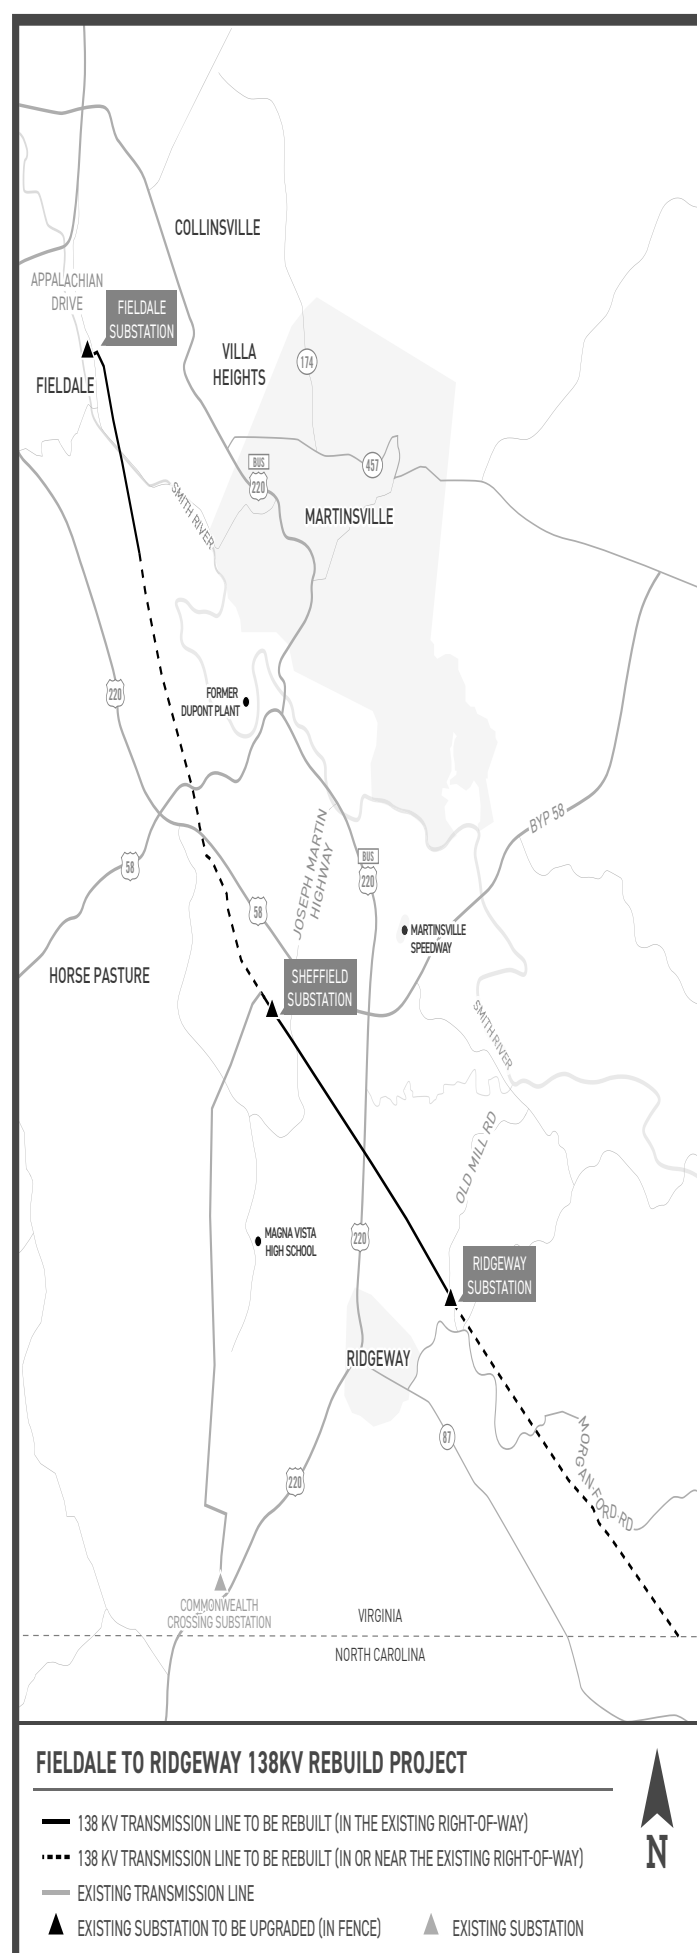 COLLINSVILLE
APPALACHIAN
DRIVE
FIELDALE
SUBSTATION
VILLA
HEIGHTS
174
FIELDALE
BUS
220
457
SMITH RIVER
MARTINSVILLE
220
FORMER
DUPONT PLANT
BYP 58
JOSEPH MARTIN
HIGHWAY
58
BUS
220
58
MARTINSVILLE
SPEEDWAY
HORSE PASTURE
SHEFFIELD
SUBSTATION
SMITH RIVER
OLD MILL RD
MAGNA VISTA
HIGH SCHOOL
220
RIDGEWAY
SUBSTATION
RIDGEWAY
87
MORGAN FORD RD
220
COMMONWEALTH
CROSSING SUBSTATION
VIRGINIA
NORTH CAROLINA
FIELDALE TO RIDGEWAY 138KV REBUILD PROJECT
138 KV TRANSMISSION LINE TO BE REBUILT (IN THE EXISTING RIGHT-OF-WAY)
138 KV TRANSMISSION LINE TO BE REBUILT (IN OR NEAR THE EXISTING RIGHT-OF-WAY)
EXISTING TRANSMISSION LINE
EXISTING SUBSTATION TO BE UPGRADED (IN FENCE)
EXISTING SUBSTATION
N